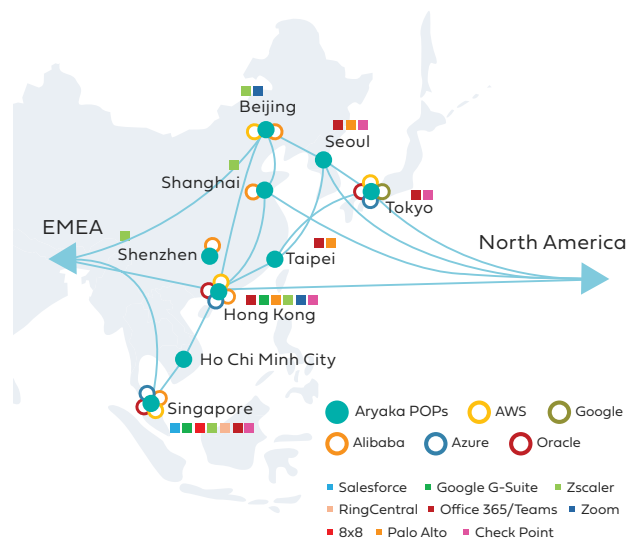 Beijing
Seoul
Shanghai
Tokyo
EMEA
North America
Shenzhen
Taipei
Hong Kong
Ho Chi Minh City
Singapore
Aryaka POPs AWS Google
Alibaba Azure Oracle
Salesforce Google G-Suite Zscaler
RingCentral Office 365/Teams Zoom
8x8 Palo Alto Check Point